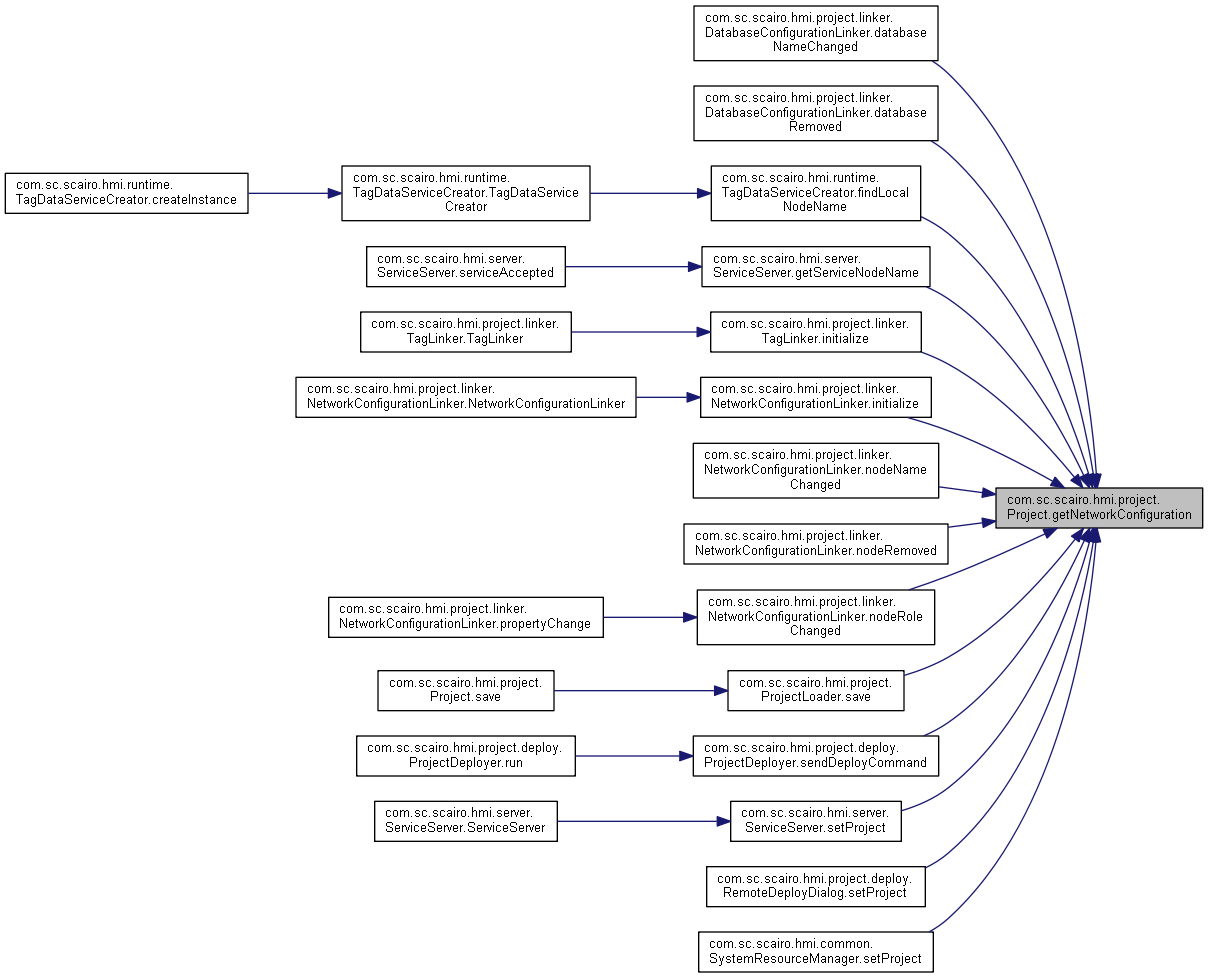 com.sc.scairo.hmi.project.linker.
DatabaseConfigurationLinker.database
NameChanged
com.sc.scairo.hmi.project.linker.
DatabaseConfigurationLinker.database
Removed
com.sc.scairo.hmi.runtime.
TagDataServiceCreator.createInstance
com.sc.scairo.hmi.runtime.
TagDataServiceCreator.TagDataService
Creator
com.sc.scairo.hmi.runtime.
TagDataServiceCreator.findLocal
NodeName
com.sc.scairo.hmi.server.
ServiceServer.serviceAccepted
com.sc.scairo.hmi.server.
ServiceServer.getServiceNodeName
com.sc.scairo.hmi.project.linker.
TagLinker.TagLinker
com.sc.scairo.hmi.project.linker.
TagLinker.initialize
com.sc.scairo.hmi.project.linker.
NetworkConfigurationLinker.NetworkConfigurationLinker
com.sc.scairo.hmi.project.linker.
NetworkConfigurationLinker.initialize
com.sc.scairo.hmi.project.linker.
NetworkConfigurationLinker.nodeName
Changed
com.sc.scairo.hmi.project.
Project.getNetworkConfiguration
com.sc.scairo.hmi.project.linker.
NetworkConfigurationLinker.nodeRemoved
com.sc.scairo.hmi.project.linker.
NetworkConfigurationLinker.propertyChange
com.sc.scairo.hmi.project.linker.
NetworkConfigurationLinker.nodeRole
Changed
com.sc.scairo.hmi.project.
Project.save
com.sc.scairo.hmi.project.
ProjectLoader.save
com.sc.scairo.hmi.project.deploy.
ProjectDeployer.run
com.sc.scairo.hmi.project.deploy.
ProjectDeployer.sendDeployCommand
com.sc.scairo.hmi.server.
ServiceServer.ServiceServer
com.sc.scairo.hmi.server.
ServiceServer.setProject
com.sc.scairo.hmi.project.deploy.
RemoteDeployDialog.setProject
com.sc.scairo.hmi.common.
SystemResourceManager.setProject